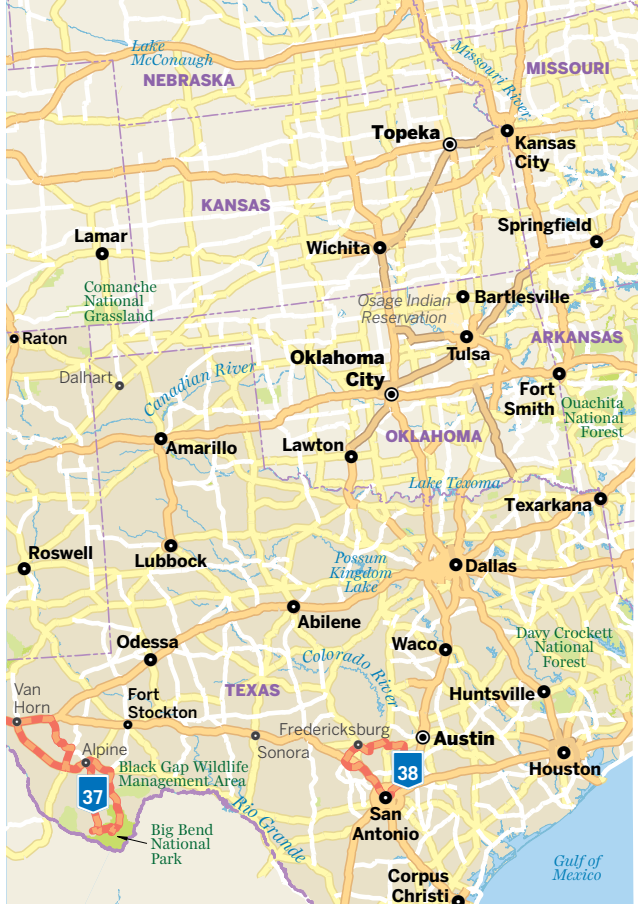 Lake
McConaugh
NEBRASKA
Missouri River
MISSOURI
Topeka
Kansas
City
KANSAS
Lamar
Springfield
Wichita
Comanche
National
Grassland
Osage Indian
Reservation
Bartlesville
Raton
ARKANSAS
Tulsa
Oklahoma
City
Dalhart
Canadian River
Fort
Smith
Ouachita
National
Forest
Amarillo
Lawton
OKLAHOMA
Lake Texoma
Texarkana
Roswell
Lubbock
Possum
Kingdom
Lake
Dallas
Abilene
Odessa
Waco
Davy Crockett
National
Forest
Colorado River
TEXAS
Huntsville
Van
Horn
Fort
Stockton
Fredericksburg
Sonora
Austin
Alpine
Black Gap Wildlife
Management Area
Houston
37
38
San
Antonio
Rio Grande
Big Bend
National
Park
Gulf of
Mexico
Corpus
Christi